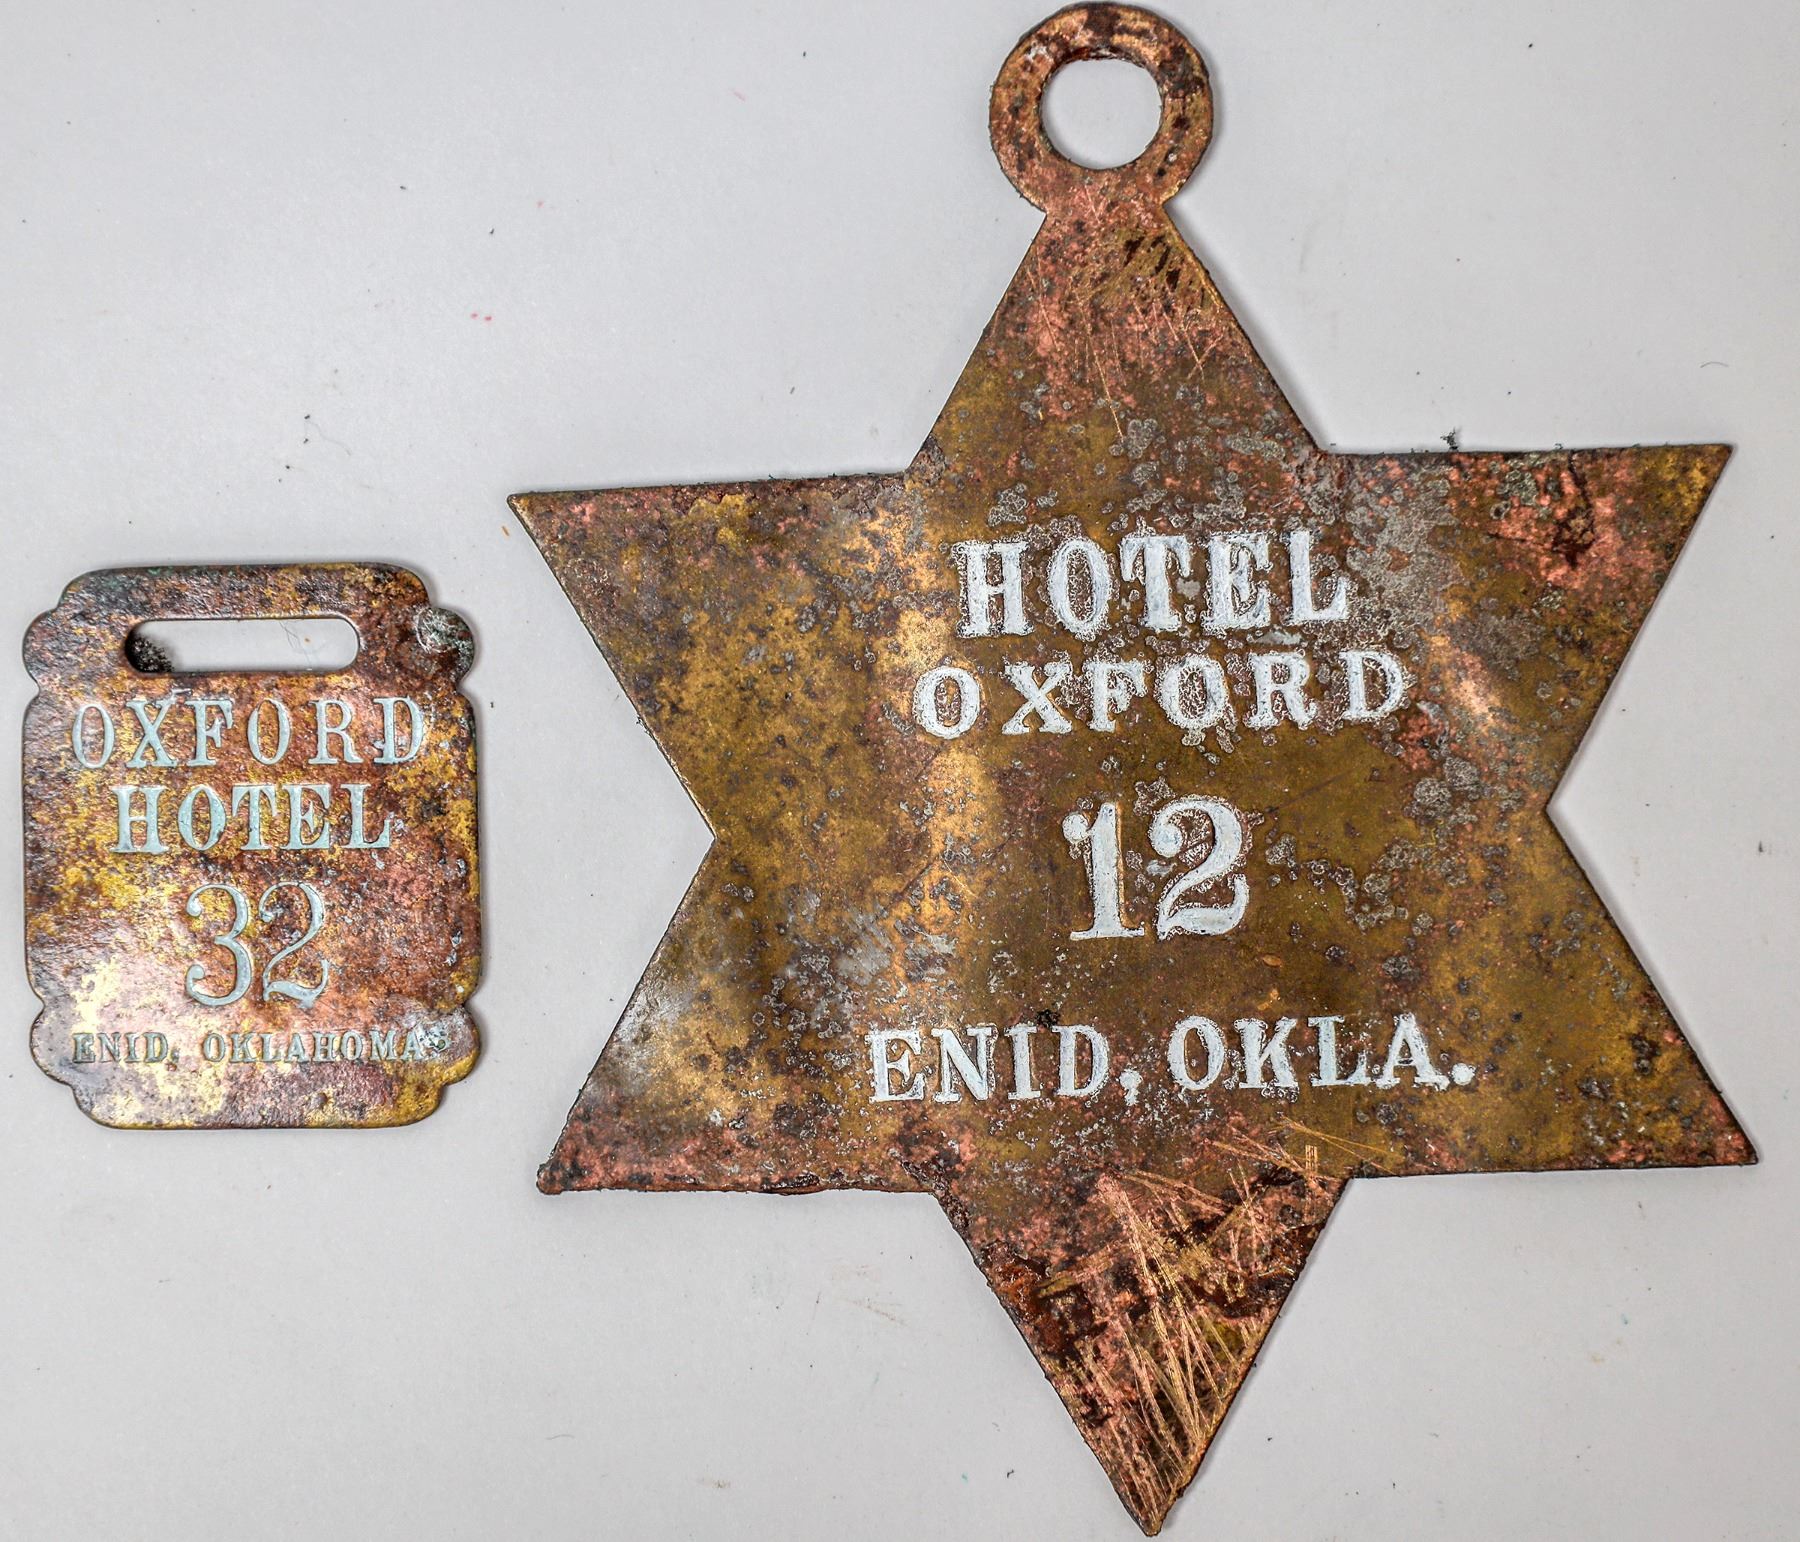 OXFORD
HOTEL
32
ENID, OKLAHOMA
HOTEL
OXFORD
12
ENID, OKLA.